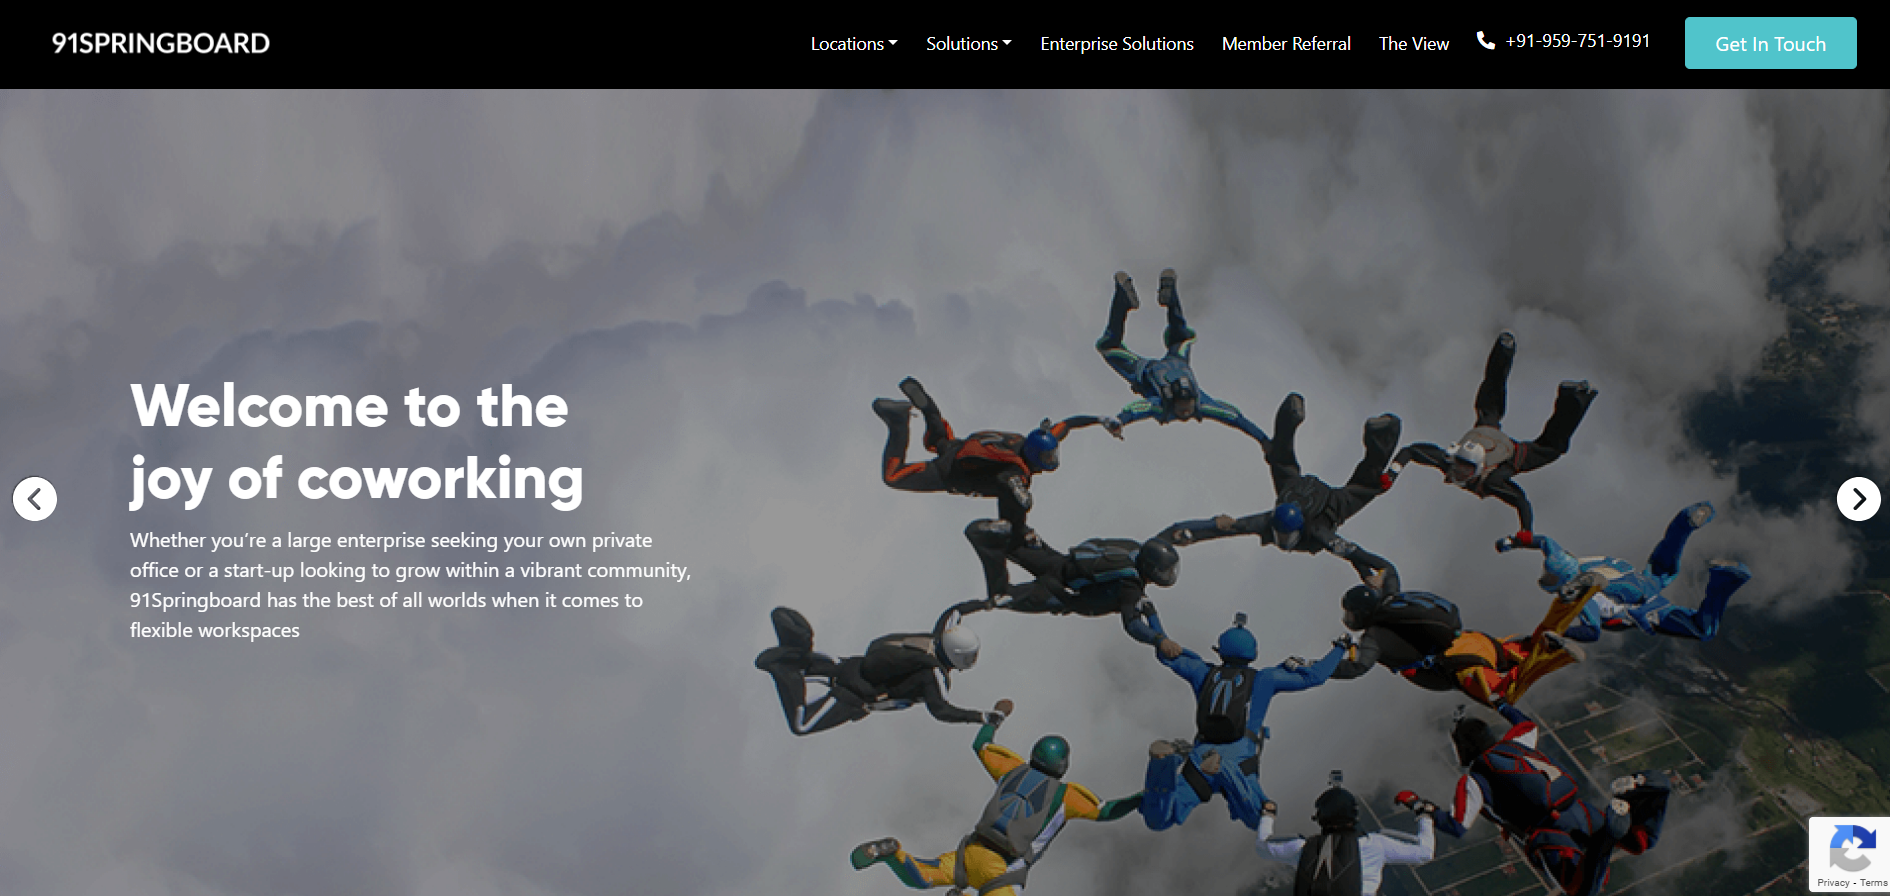 91SPRINGBOARD
Locations
Solutions
Enterprise Solutions
Member Referral
The View
+91-959-751-9191
Get In Touch
Welcome to the
joy of coworking
Whether you’re a large enterprise seeking your own private
office or a start-up looking to grow within a vibrant community,
91Springboard has the best of all worlds when it comes to
flexible workspaces
Privacy - Terms